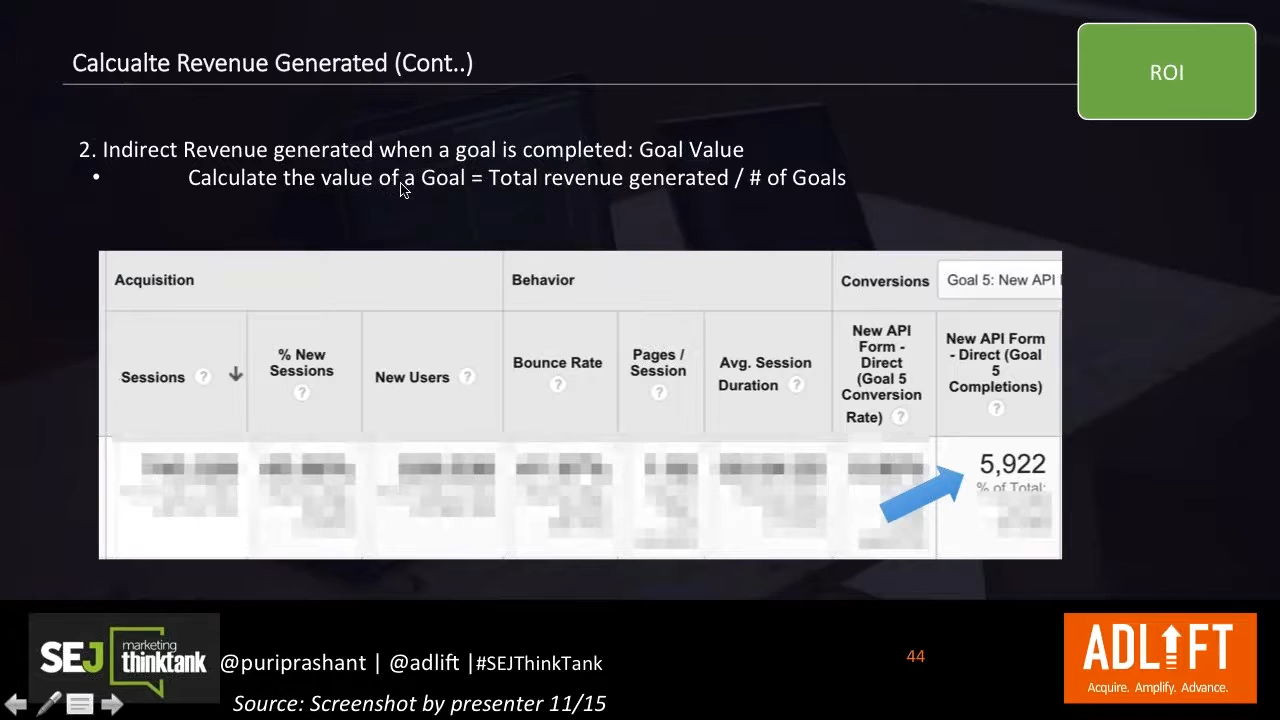 Calcualte Revenue Generated (Cont..)
ROI
2. Indirect Revenue generated when a goal is completed: Goal Value
• Calculate the value of a Goal = Total revenue generated / # of Goals
Acquisition
Behavior
Conversions
Goal 5: New API
Sessions ?
% New
Sessions
?
New Users ?
Bounce Rate
?
Pages /
Session
?
Avg. Session
Duration ?
New API
Form -
Direct
(Goal 5
Conversion
Rate) ?
New API Form
- Direct (Goal
5
Completions)
?
5,922
% of Total:
SEJ marketing
thinktank
@puriprashant | @adlift |#SEJThinkTank
Source: Screenshot by presenter 11/15
44
ADLIFT
Acquire. Amplify. Advance.